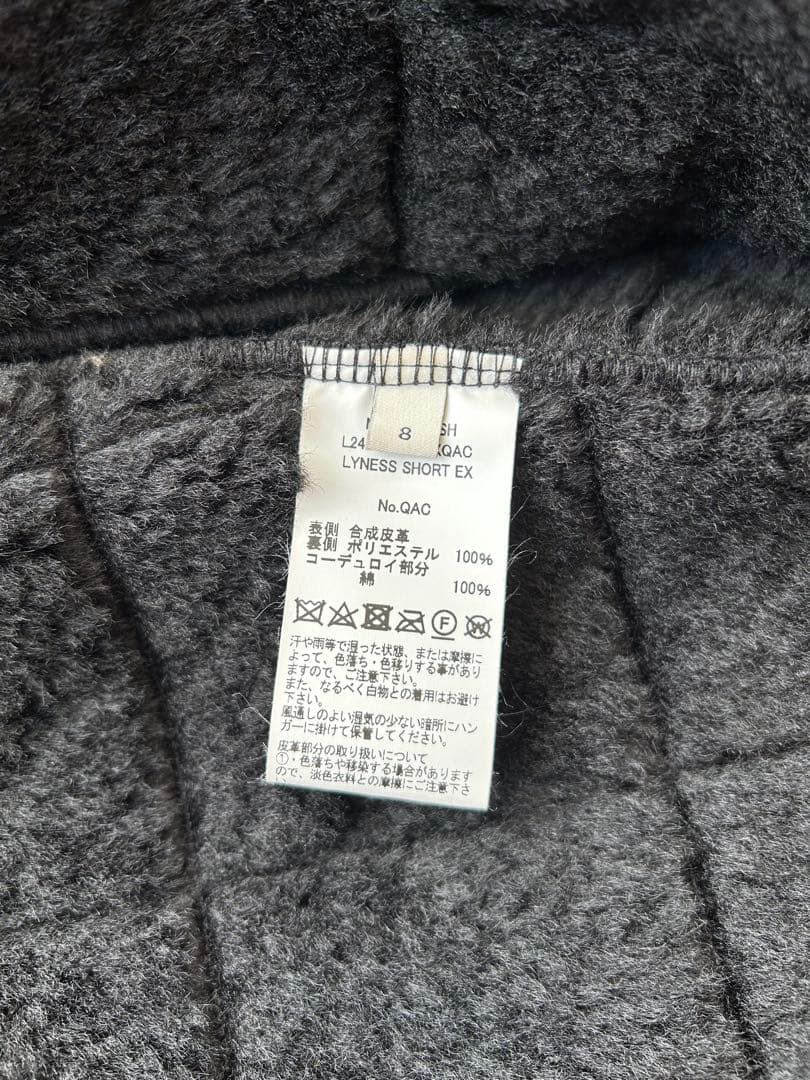 8
SH
L24 QAC
LYNESS SHORT EX
No.QAC
表側 合成皮革
裏側 ポリエステル 100%
コーデュロイ部分
綿 100%
汗や雨等で湿った状態、または摩擦に
よって、色落ち・色移りする事があり
ますので、ご注意下さい。
また、なるべく白物との着用はお避け
下さい。
風通しのよい湿気の少ない暗所にハン
ガーに掛けて保管してください。
皮革部分の取り扱いについて
①・色落ちや移染する場合があります
ので、淡色衣料との摩擦にご注意下さ
い。